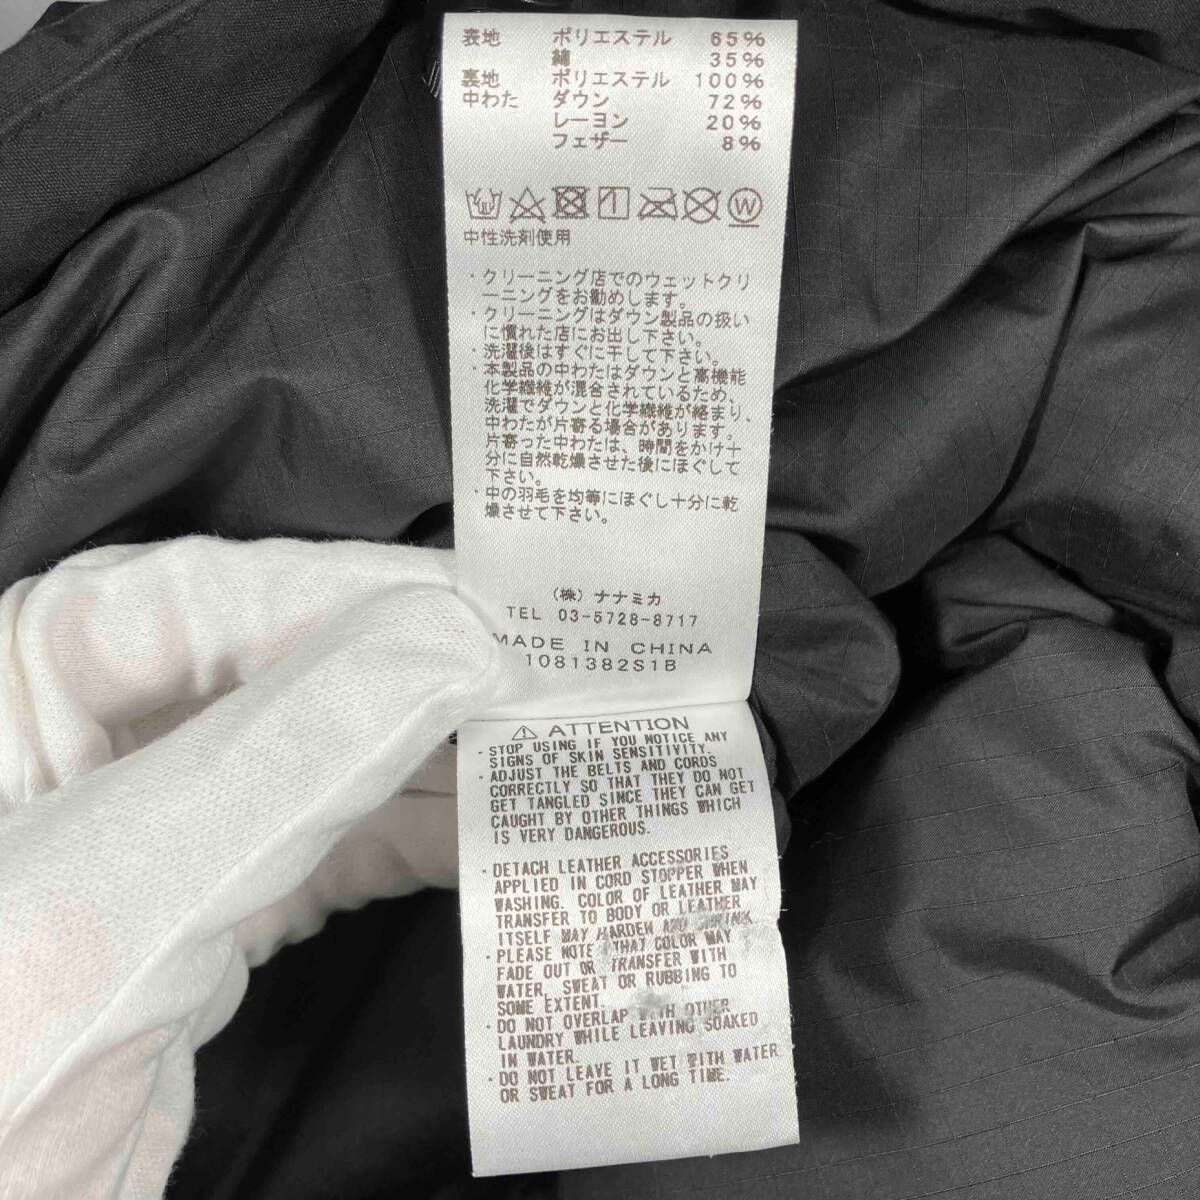 表地 ポリエステル 65%
綿 35%
裏地 ポリエステル 100%
中わた ダウン 72%
レーヨン 20%
フェザー 8%
1 W
中性洗剤使用
・クリーニング店でのウェットクリ
ーニングをお勧めします。
・クリーニングはダウン製品の扱い
に慣れた店にお出し下さい。
・洗濯後はすぐに干して下さい。
・本製品の中わたはダウンと高機能
化学繊維が混合されているため、
洗濯でダウンと化学繊維が絡まり、
中わたが片寄る場合があります。
片寄った中わたは、時間をかけ十
分に自然乾燥させた後にほぐして
下さい。
・中の羽毛を均等にほぐし十分に乾
燥させて下さい。
(株) ナナミカ
TEL 03-5728-8717
MADE IN CHINA
1081382S1B
⚠ ATTENTION
・STOP USING IF YOU NOTICE ANY
SIGNS OF SKIN SENSITIVITY.
・ADJUST THE BELTS AND CORDS
CORRECTLY SO THAT THEY DO NOT
GET TANGLED SINCE THEY CAN GET
CAUGHT BY OTHER THINGS WHICH
IS VERY DANGEROUS.
・DETACH LEATHER ACCESSORIES
APPLIED IN CORD STOPPER WHEN
WASHING. COLOR OF LEATHER MAY
TRANSFER TO BODY OR LEATHER
ITSELF MAY HARDEN AND SHRINK.
・PLEASE NOTE THAT COLOR MAY
FADE OUT OR TRANSFER WITH
WATER, SWEAT OR RUBBING TO
SOME EXTENT.
・DO NOT OVERLAP WITH OTHER
LAUNDRY WHILE LEAVING SOAKED
IN WATER.
・DO NOT LEAVE IT WET WITH WATER
OR SWEAT FOR A LONG TIME.